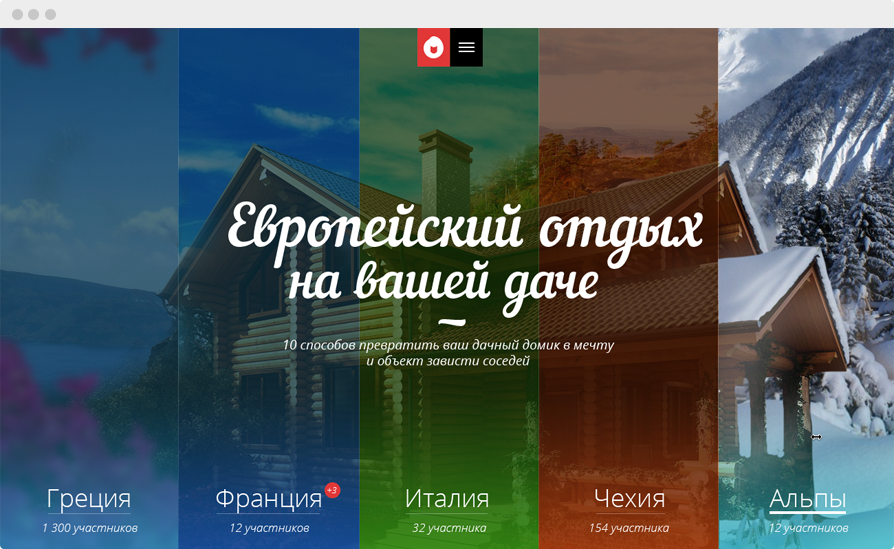 Европейский отдых
на вашей даче
10 способов превратить ваш дачный домик в мечту
и объект зависти соседей
Греция
1 300 участников
Франция
+3
12 участников
Италия
32 участника
Чехия
154 участника
Альпы
12 участников